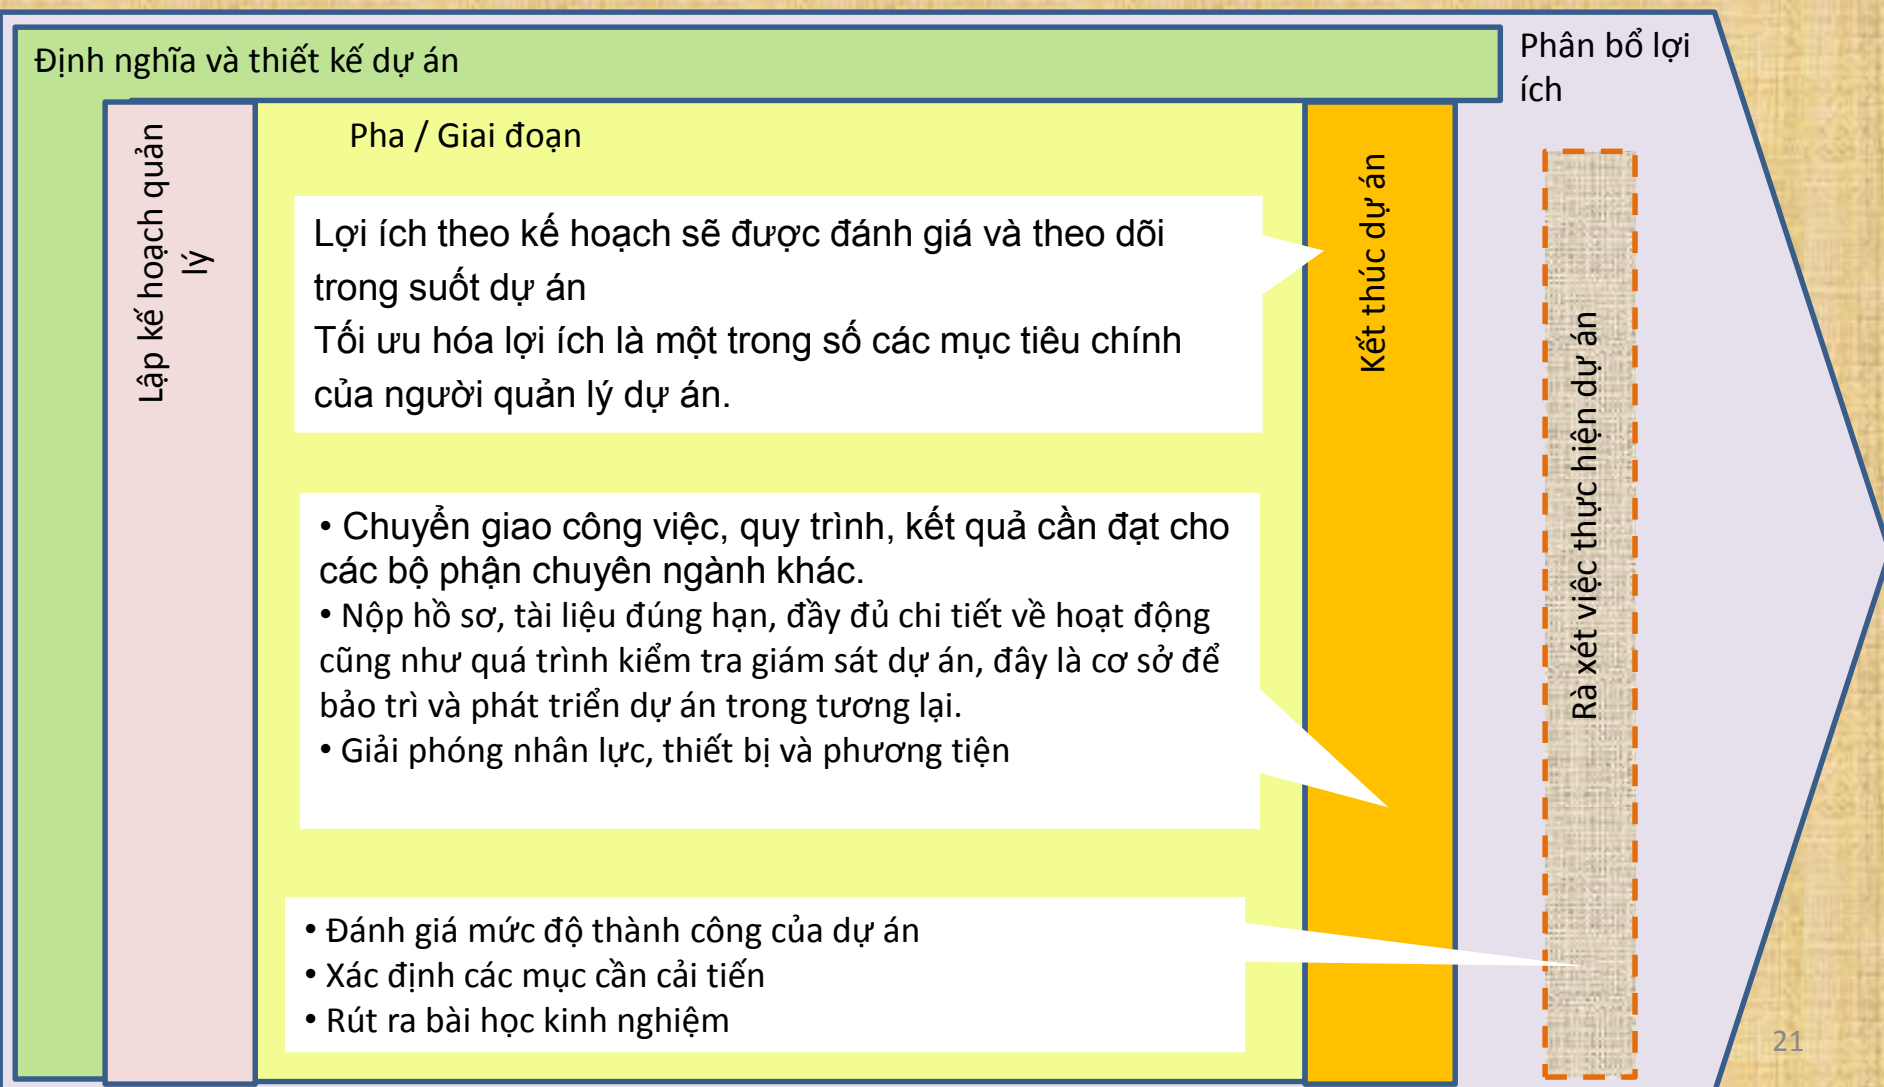 Định nghĩa và thiết kế dự án
Phân bổ lợi
ích
Lập kế hoạch quản
lý
Pha / Giai đoạn
Lợi ích theo kế hoạch sẽ được đánh giá và theo dõi
trong suốt dự án
Tối ưu hóa lợi ích là một trong số các mục tiêu chính
của người quản lý dự án.
• Chuyển giao công việc, quy trình, kết quả cần đạt cho
các bộ phận chuyên ngành khác.
• Nộp hồ sơ, tài liệu đúng hạn, đầy đủ chi tiết về hoạt động
cũng như quá trình kiểm tra giám sát dự án, đây là cơ sở để
bảo trì và phát triển dự án trong tương lại.
• Giải phóng nhân lực, thiết bị và phương tiện
• Đánh giá mức độ thành công của dự án
• Xác định các mục cần cải tiến
• Rút ra bài học kinh nghiệm
Kết thúc dự án
Rà xét việc thực hiện dự án
21